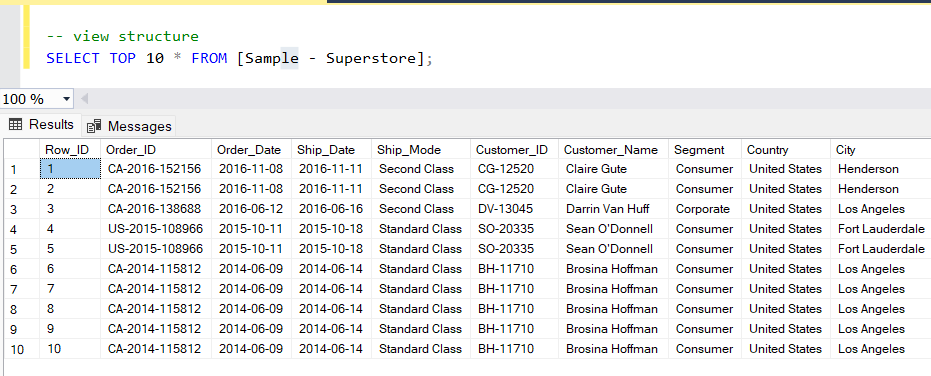 -- view structure
SELECT TOP 10 * FROM [Sample - Superstore];
100 %
Results Messages
Row_ID Order_ID Order_Date Ship_Date Ship_Mode Customer_ID Customer_Name Segment Country City
1 1 CA-2016-152156 2016-11-08 2016-11-11 Second Class CG-12520 Claire Gute Consumer United States Henderson
2 2 CA-2016-152156 2016-11-08 2016-11-11 Second Class CG-12520 Claire Gute Consumer United States Henderson
3 3 CA-2016-138688 2016-06-12 2016-06-16 Second Class DV-13045 Darrin Van Huff Corporate United States Los Angeles
4 4 US-2015-108966 2015-10-11 2015-10-18 Standard Class SO-20335 Sean O'Donnell Consumer United States Fort Lauderdale
5 5 US-2015-108966 2015-10-11 2015-10-18 Standard Class SO-20335 Sean O'Donnell Consumer United States Fort Lauderdale
6 6 CA-2014-115812 2014-06-09 2014-06-14 Standard Class BH-11710 Brosina Hoffman Consumer United States Los Angeles
7 7 CA-2014-115812 2014-06-09 2014-06-14 Standard Class BH-11710 Brosina Hoffman Consumer United States Los Angeles
8 8 CA-2014-115812 2014-06-09 2014-06-14 Standard Class BH-11710 Brosina Hoffman Consumer United States Los Angeles
9 9 CA-2014-115812 2014-06-09 2014-06-14 Standard Class BH-11710 Brosina Hoffman Consumer United States Los Angeles
10 10 CA-2014-115812 2014-06-09 2014-06-14 Standard Class BH-11710 Brosina Hoffman Consumer United States Los Angeles